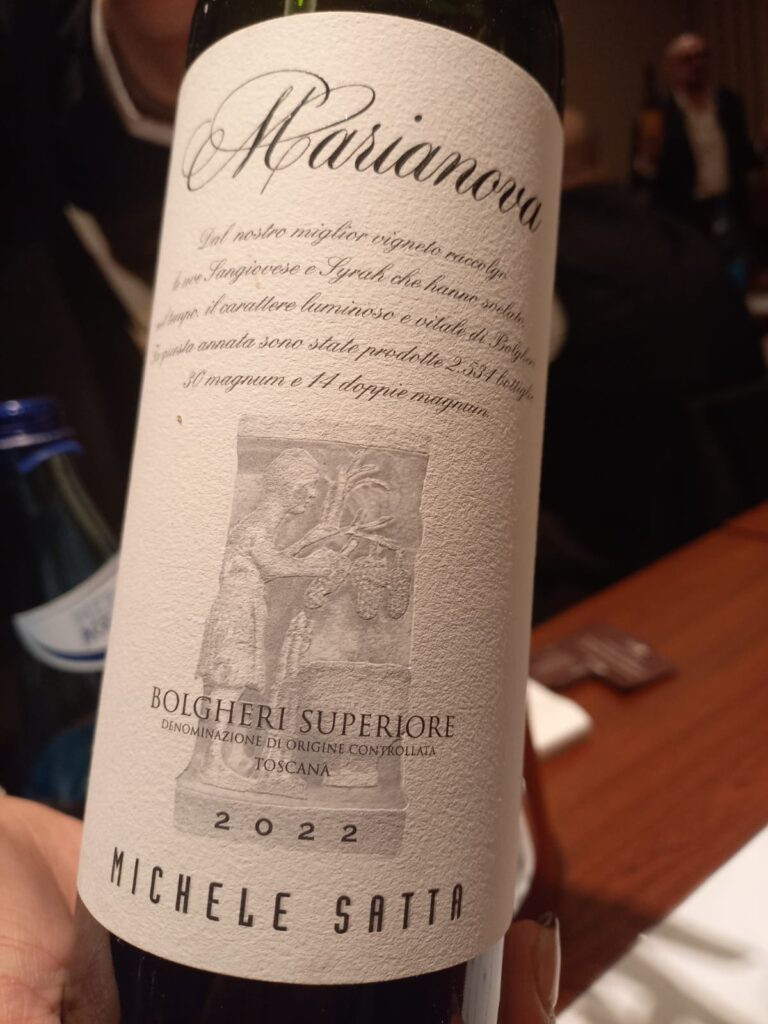 Marianova
Dal nostro miglior vigneto raccolgo
le uve Sangiovese e Syrah che hanno svelato,
nel tempo, il carattere luminoso e vitale di Bolgheri.
In questa annata sono state prodotte 2.534 bottiglie,
30 magnum e 14 doppie magnum.
BOLGHERI SUPERIORE
DENOMINAZIONE DI ORIGINE CONTROLLATA
TOSCANA
2022
MICHELE SATTA